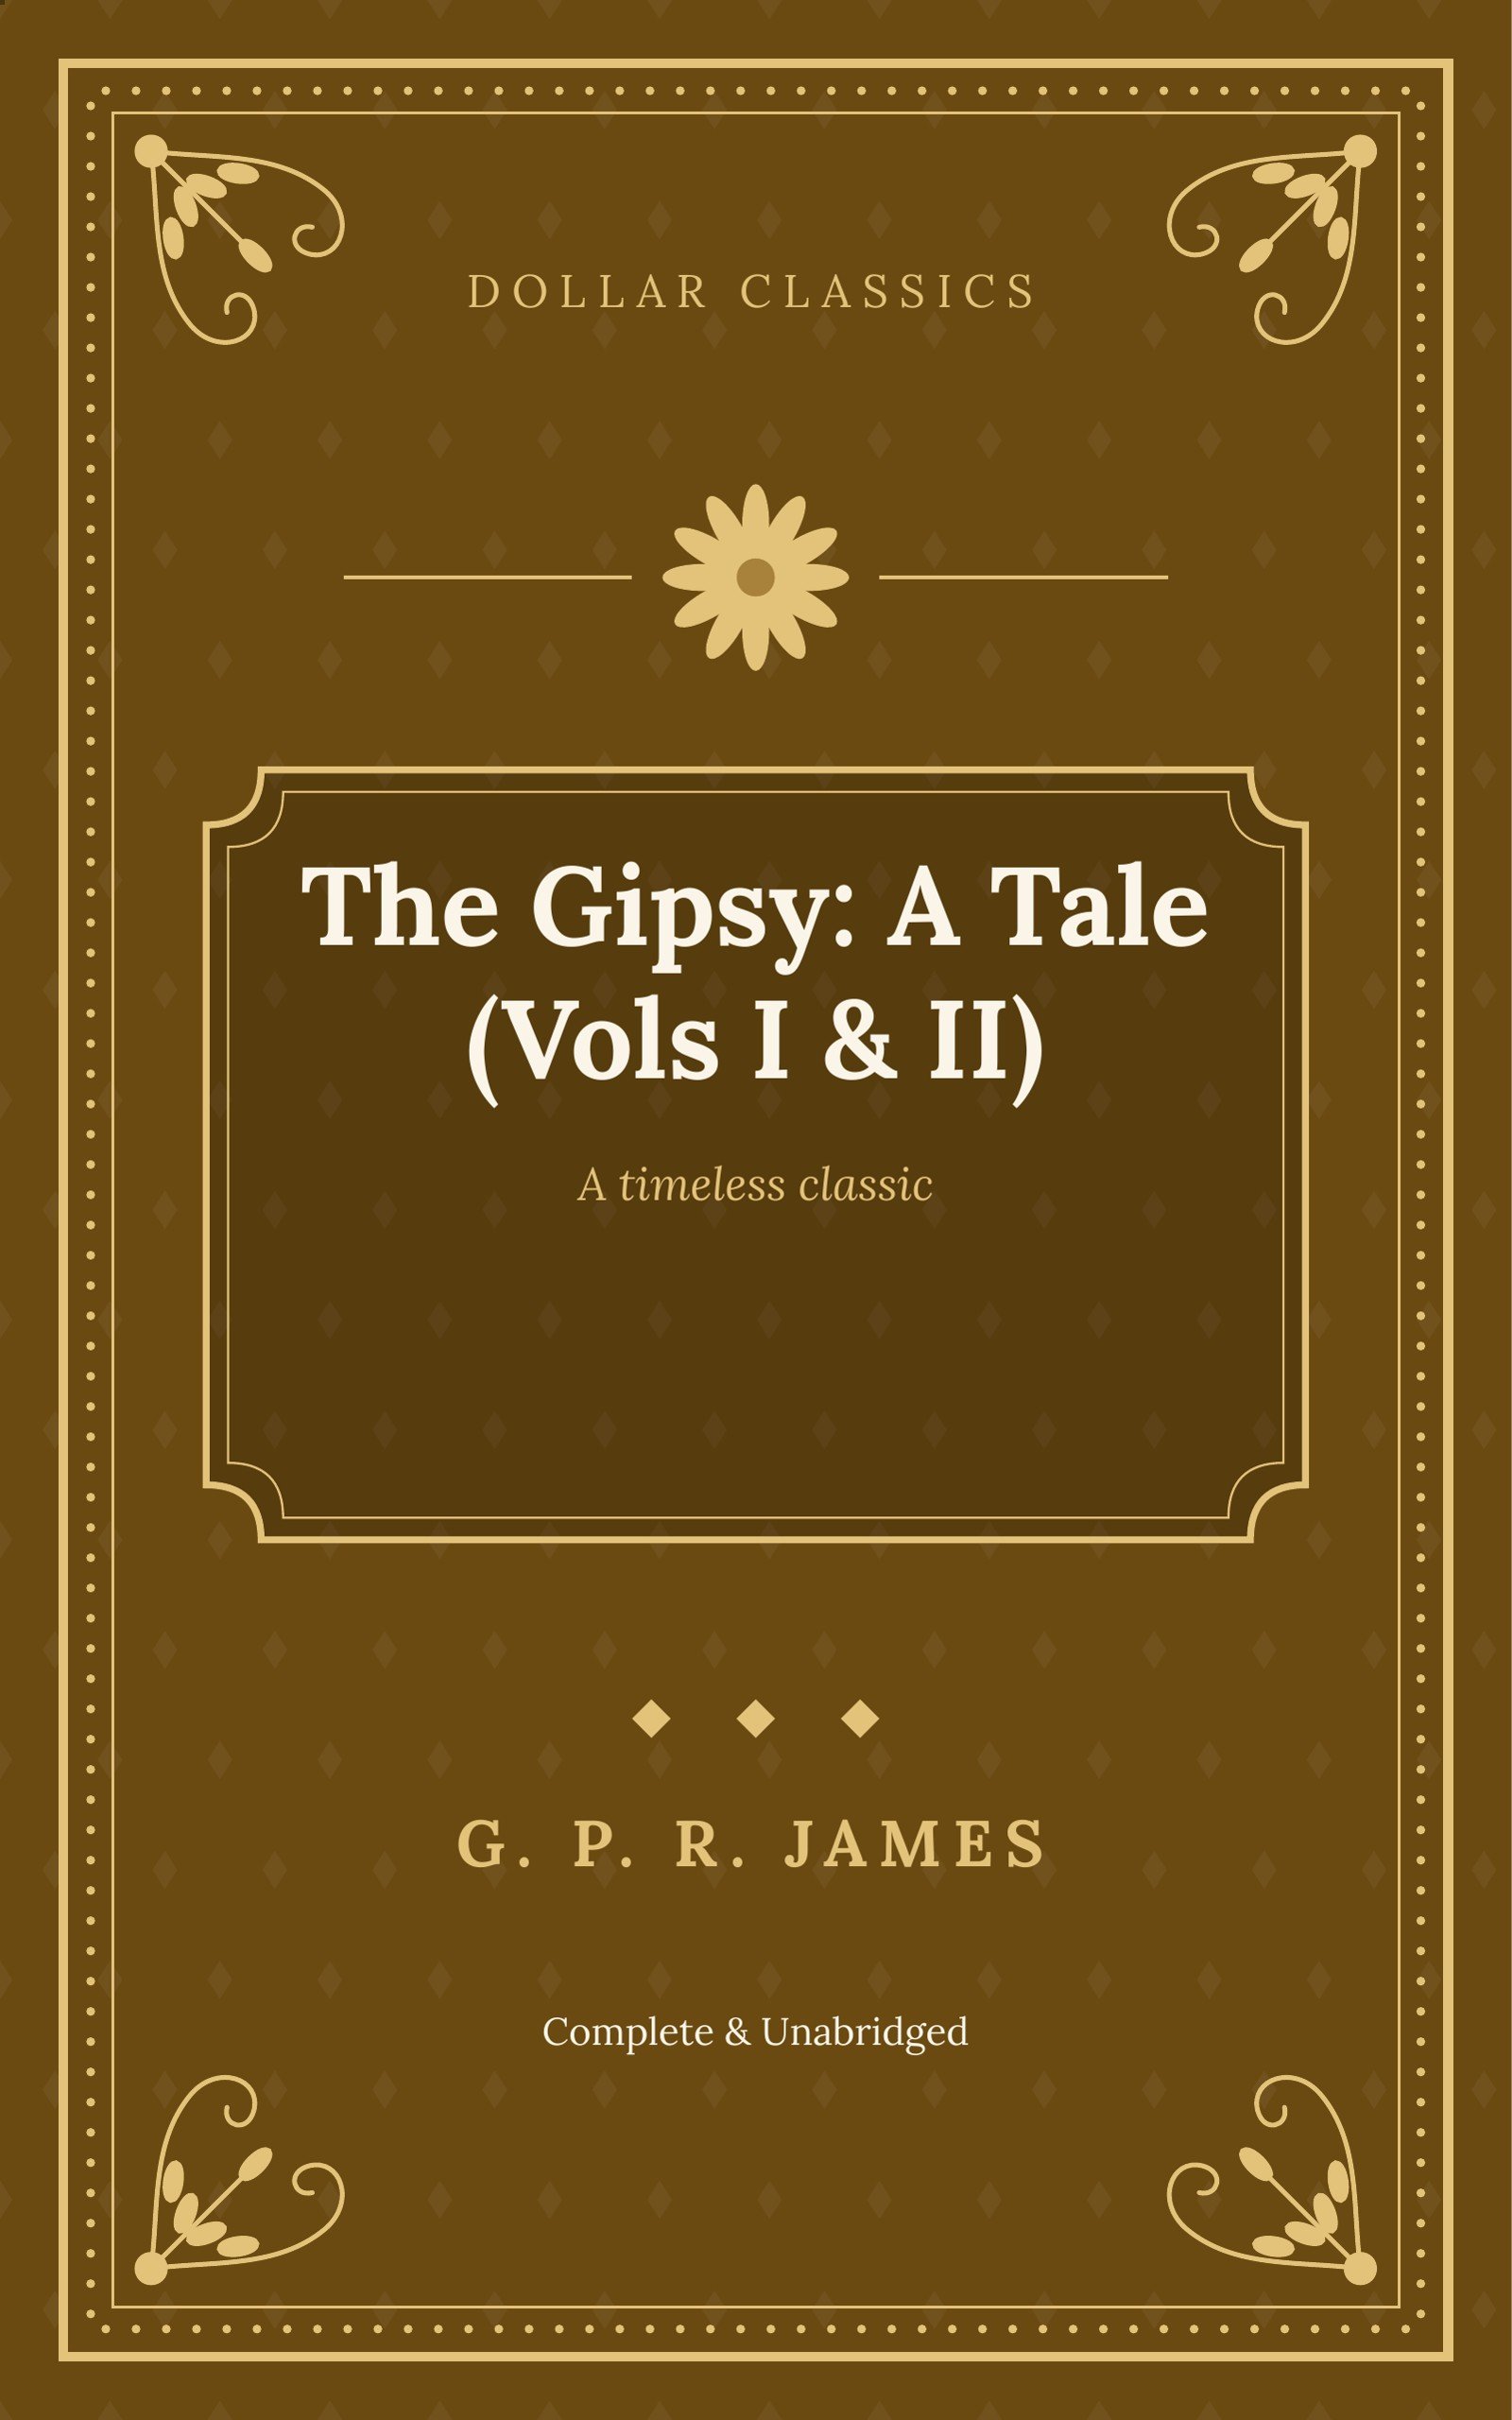 DOLLAR CLASSICS
The Gipsy: A Tale
(Vols I & II)
A timeless classic
G. P. R. JAMES
Complete & Unabridged